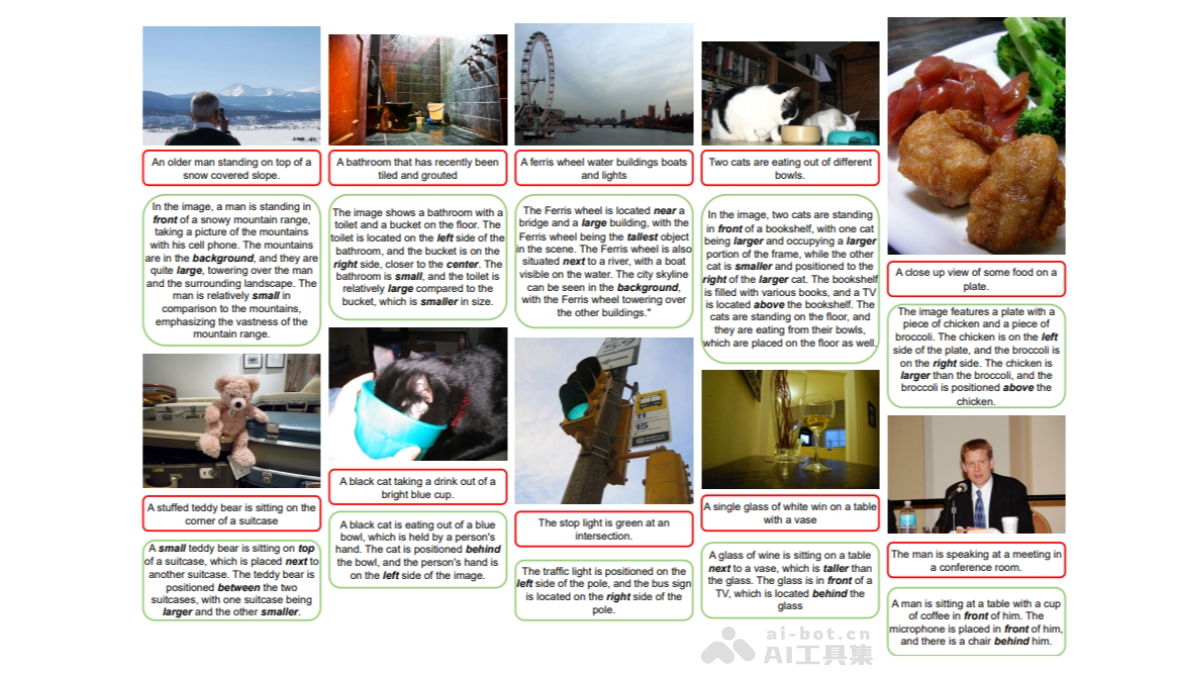 An older man standing on top of a
snow covered slope.
In the image, a man is standing in
front of a snowy mountain range,
taking a picture of the mountains
with his cell phone. The mountains
are in the background, and they are
quite large, towering over the man
and the surrounding landscape. The
man is relatively small in
comparison to the mountains,
emphasizing the vastness of the
mountain range.
A stuffed teddy bear is sitting on the
corner of a suitcase
A small teddy bear is sitting on top
of a suitcase, which is placed next to
another suitcase. The teddy bear is
positioned between the two
suitcases, with one suitcase being
larger and the other smaller.
A bathroom that has recently been
tiled and grouted
The image shows a bathroom with a
toilet and a bucket on the floor. The
toilet is located on the left side of the
bathroom, and the bucket is on the
right side, closer to the center. The
bathroom is small, and the toilet is
relatively large compared to the
bucket, which is smaller in size.
A black cat taking a drink out of a
bright blue cup.
A black cat is eating out of a blue
bowl, which is held by a person's
hand. The cat is positioned behind
the bowl, and the person's hand is
on the left side of the image.
A ferris wheel water buildings boats
and lights
The Ferris wheel is located near a
bridge and a large building, with the
Ferris wheel being the tallest object
in the scene. The Ferris wheel is also
situated next to a river, with a boat
visible on the water. The city skyline
can be seen in the background,
with the Ferris wheel towering over
the other buildings."
11
15
The stop light is green at an
intersection.
The traffic light is positioned on the
left side of the pole, and the bus sign
is located on the right side of the
pole.
Two cats are eating out of different
bowls.
In the image, two cats are standing
in front of a bookshelf, with one cat
being larger and occupying a larger
portion of the frame, while the other
cat is smaller and positioned to the
right of the larger cat. The bookshelf
is filled with various books, and a TV
is located above the bookshelf. The
cats are standing on the floor, and
they are eating from their bowls,
which are placed on the floor as well.
A single glass of white win on a table
with a vase
A glass of wine is sitting on a table
next to a vase, which is taller than
the glass. The glass is in front of a
TV, which is located behind the
glass
A close up view of some food on a
plate.
The image features a plate with a
piece of chicken and a piece of
broccoli. The chicken is on the left
side of the plate, and the broccoli is
on the right side. The chicken is
larger than the broccoli, and the
broccoli is positioned above the
chicken.
The man is speaking at a meeting in
a conference room.
A man is sitting at a table with a cup
of coffee in front of him. The
microphone is placed in front of him,
and there is a chair behind him.
ai-bot.cn
AI工具集